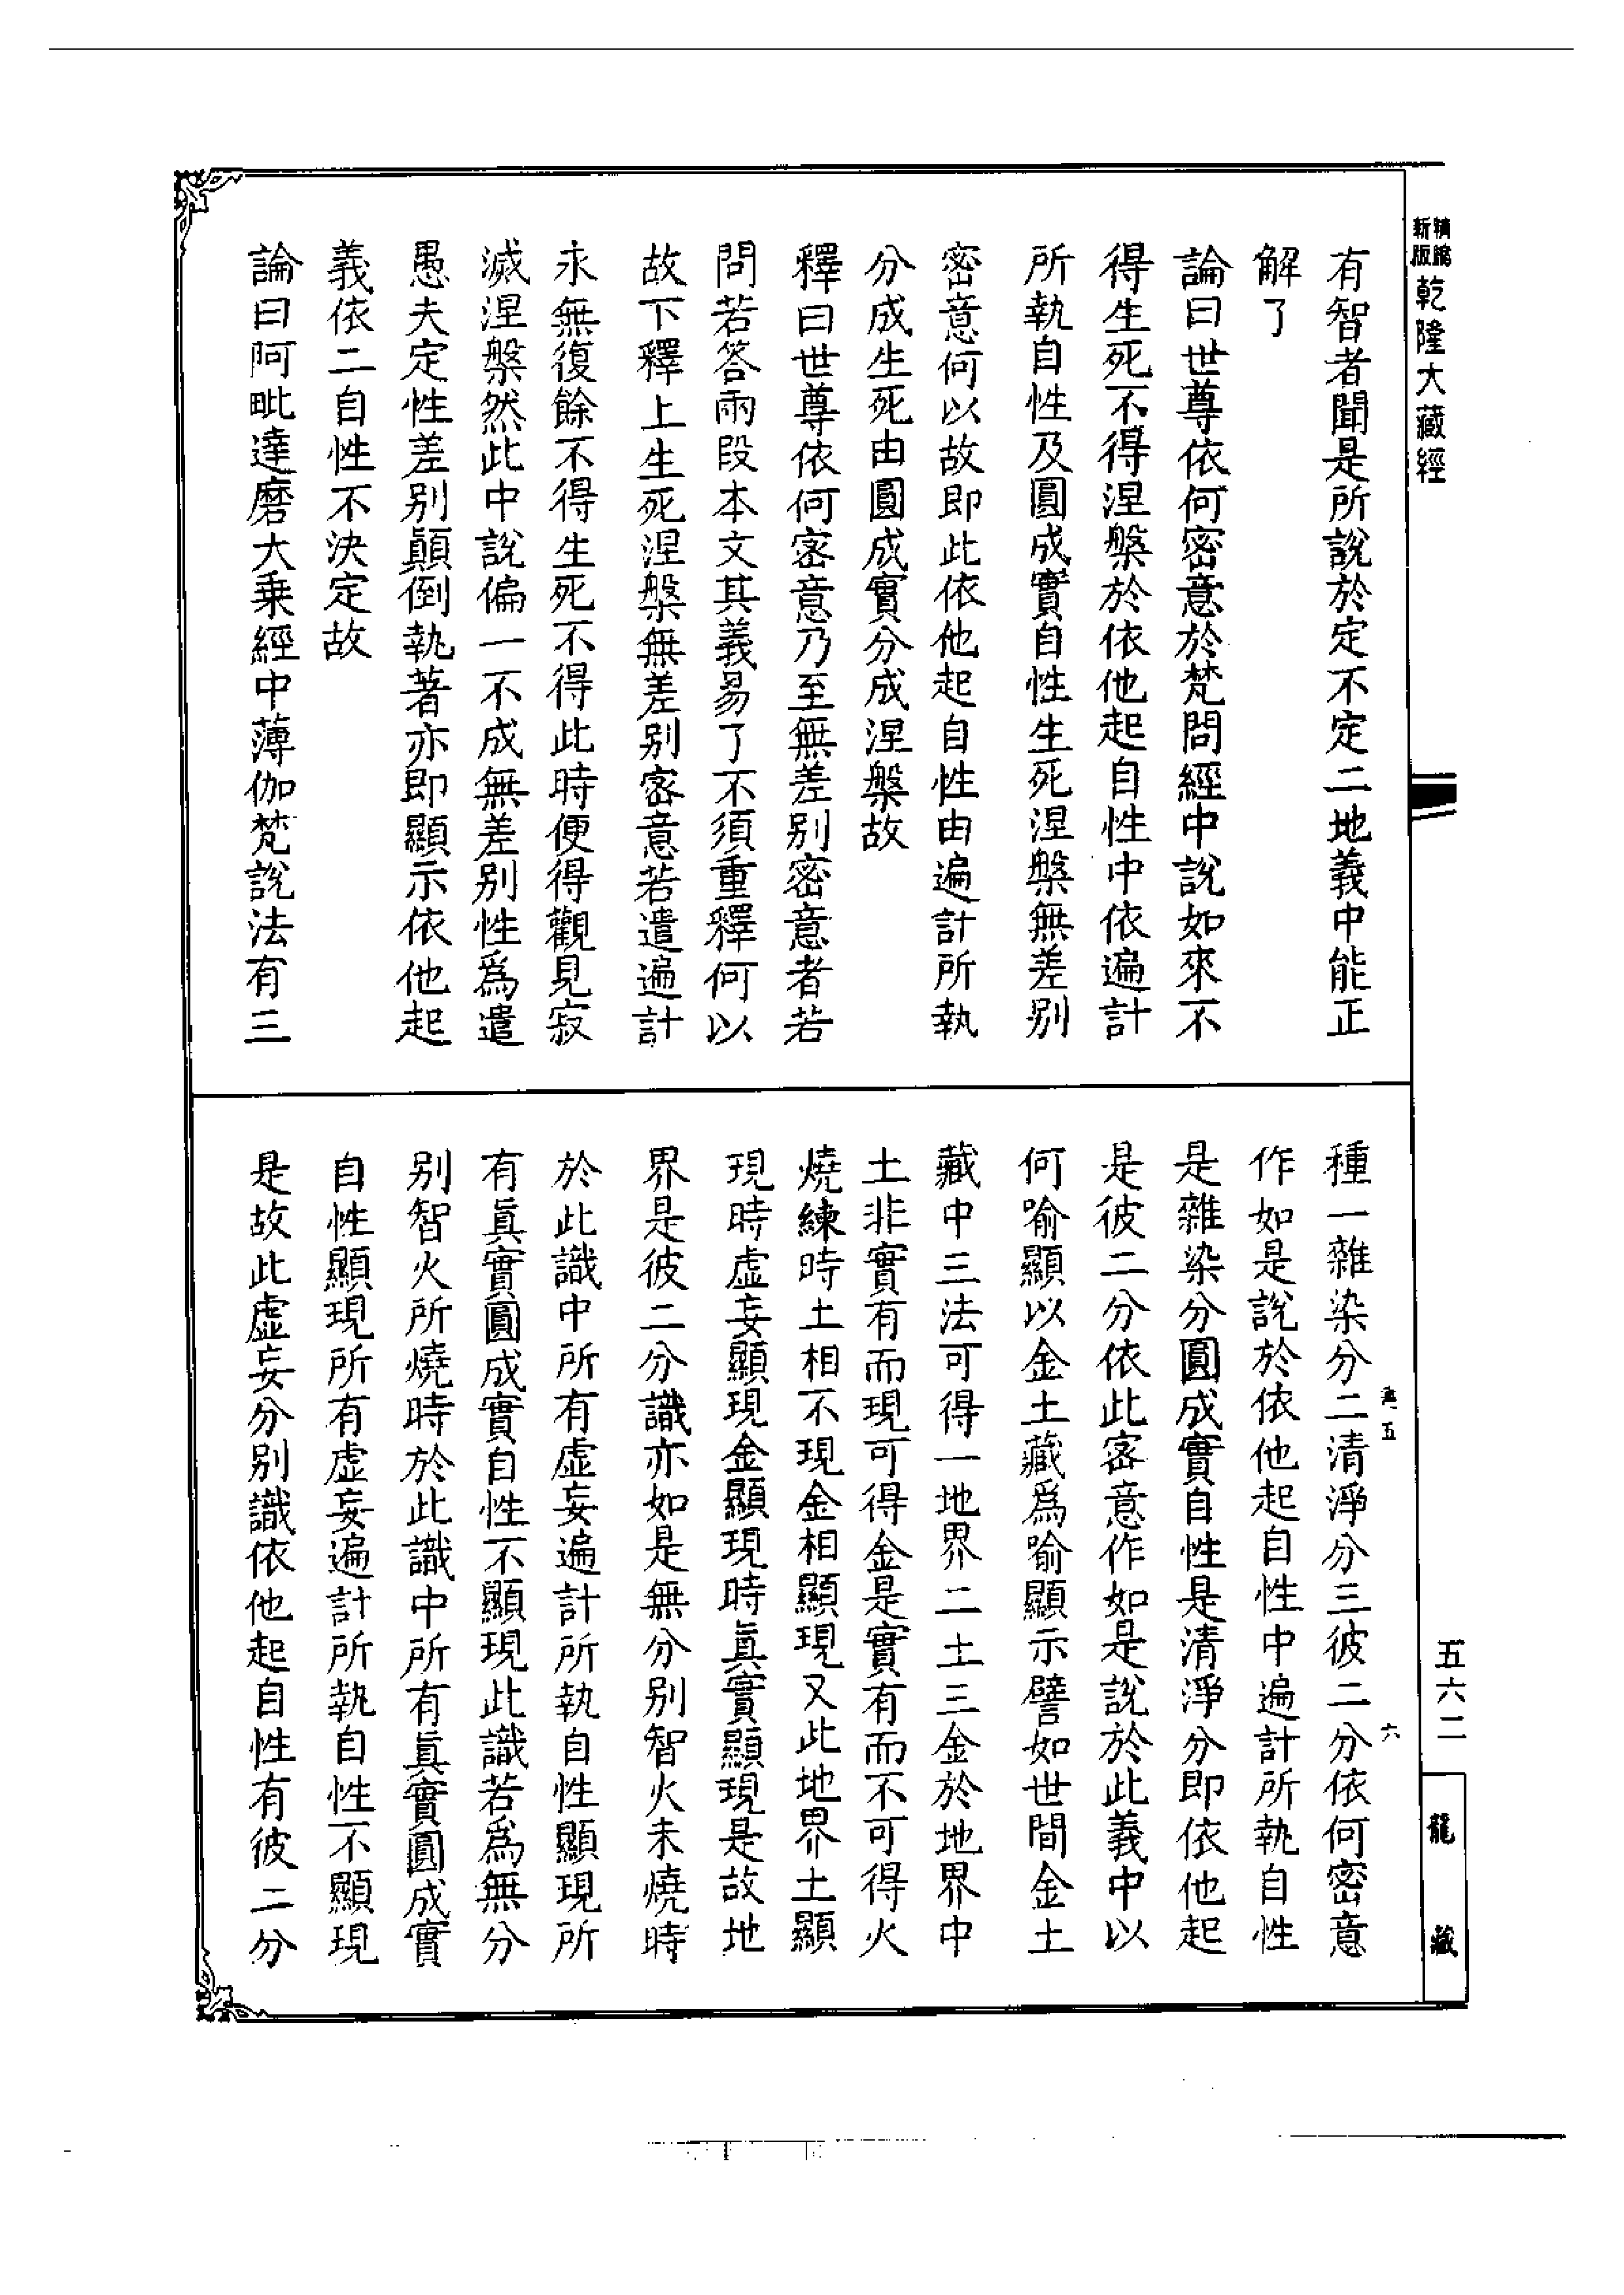 新版精縮乾隆大藏經
有智者聞是所說於定不定二地義中能正
解了
論曰世尊依何密意於梵問經中說如來不
得生死不得涅槃於依他起自性中依遍計
所執自性及圓成實自性生死涅槃無差別
密意何以故即此依他起自性由遍計所執
分成生死由圓成實分成涅槃故
釋曰世尊依何密意乃至無差別密意者若
問若答兩段本文其義易了不須重釋何以
故下釋上生死涅槃無差別密意若遣遍計
永無復餘不得生死不得此時便得觀見寂
滅涅槃然此中說偏一不成無差別性爲遣
愚夫定性差別顛倒執著亦即顯示依他起
義依二自性不決定故
論曰阿毗達磨大乘經中薄伽梵說法有三
種一雜染分二清淨分三彼二分依何密意
作如是說於依他起自性中遍計所執自性
是雜染分圓成實自性是清淨分即依他起
是彼二分依此密意作如是說於此義中以
何喻顯以金土藏爲喻顯示譬如世間金土
藏中三法可得一地界二土三金於地界中
土非實有而現可得金是實有而不可得火
燒練時土相不現金相顯現又此地界土顯
現時虛妄顯現金顯現時真實顯現是故地
界是彼二分識亦如是無分別智火未燒時
於此識中所有虛妄遍計所執自性顯現所
有真實圓成實自性不顯現此識若爲無分
別智火所燒時於此識中所有真實圓成實
自性顯現所有虛妄遍計所執自性不顯現
是故此虛妄分別識依他起自性有彼二分
五
六
五六二
龍藏